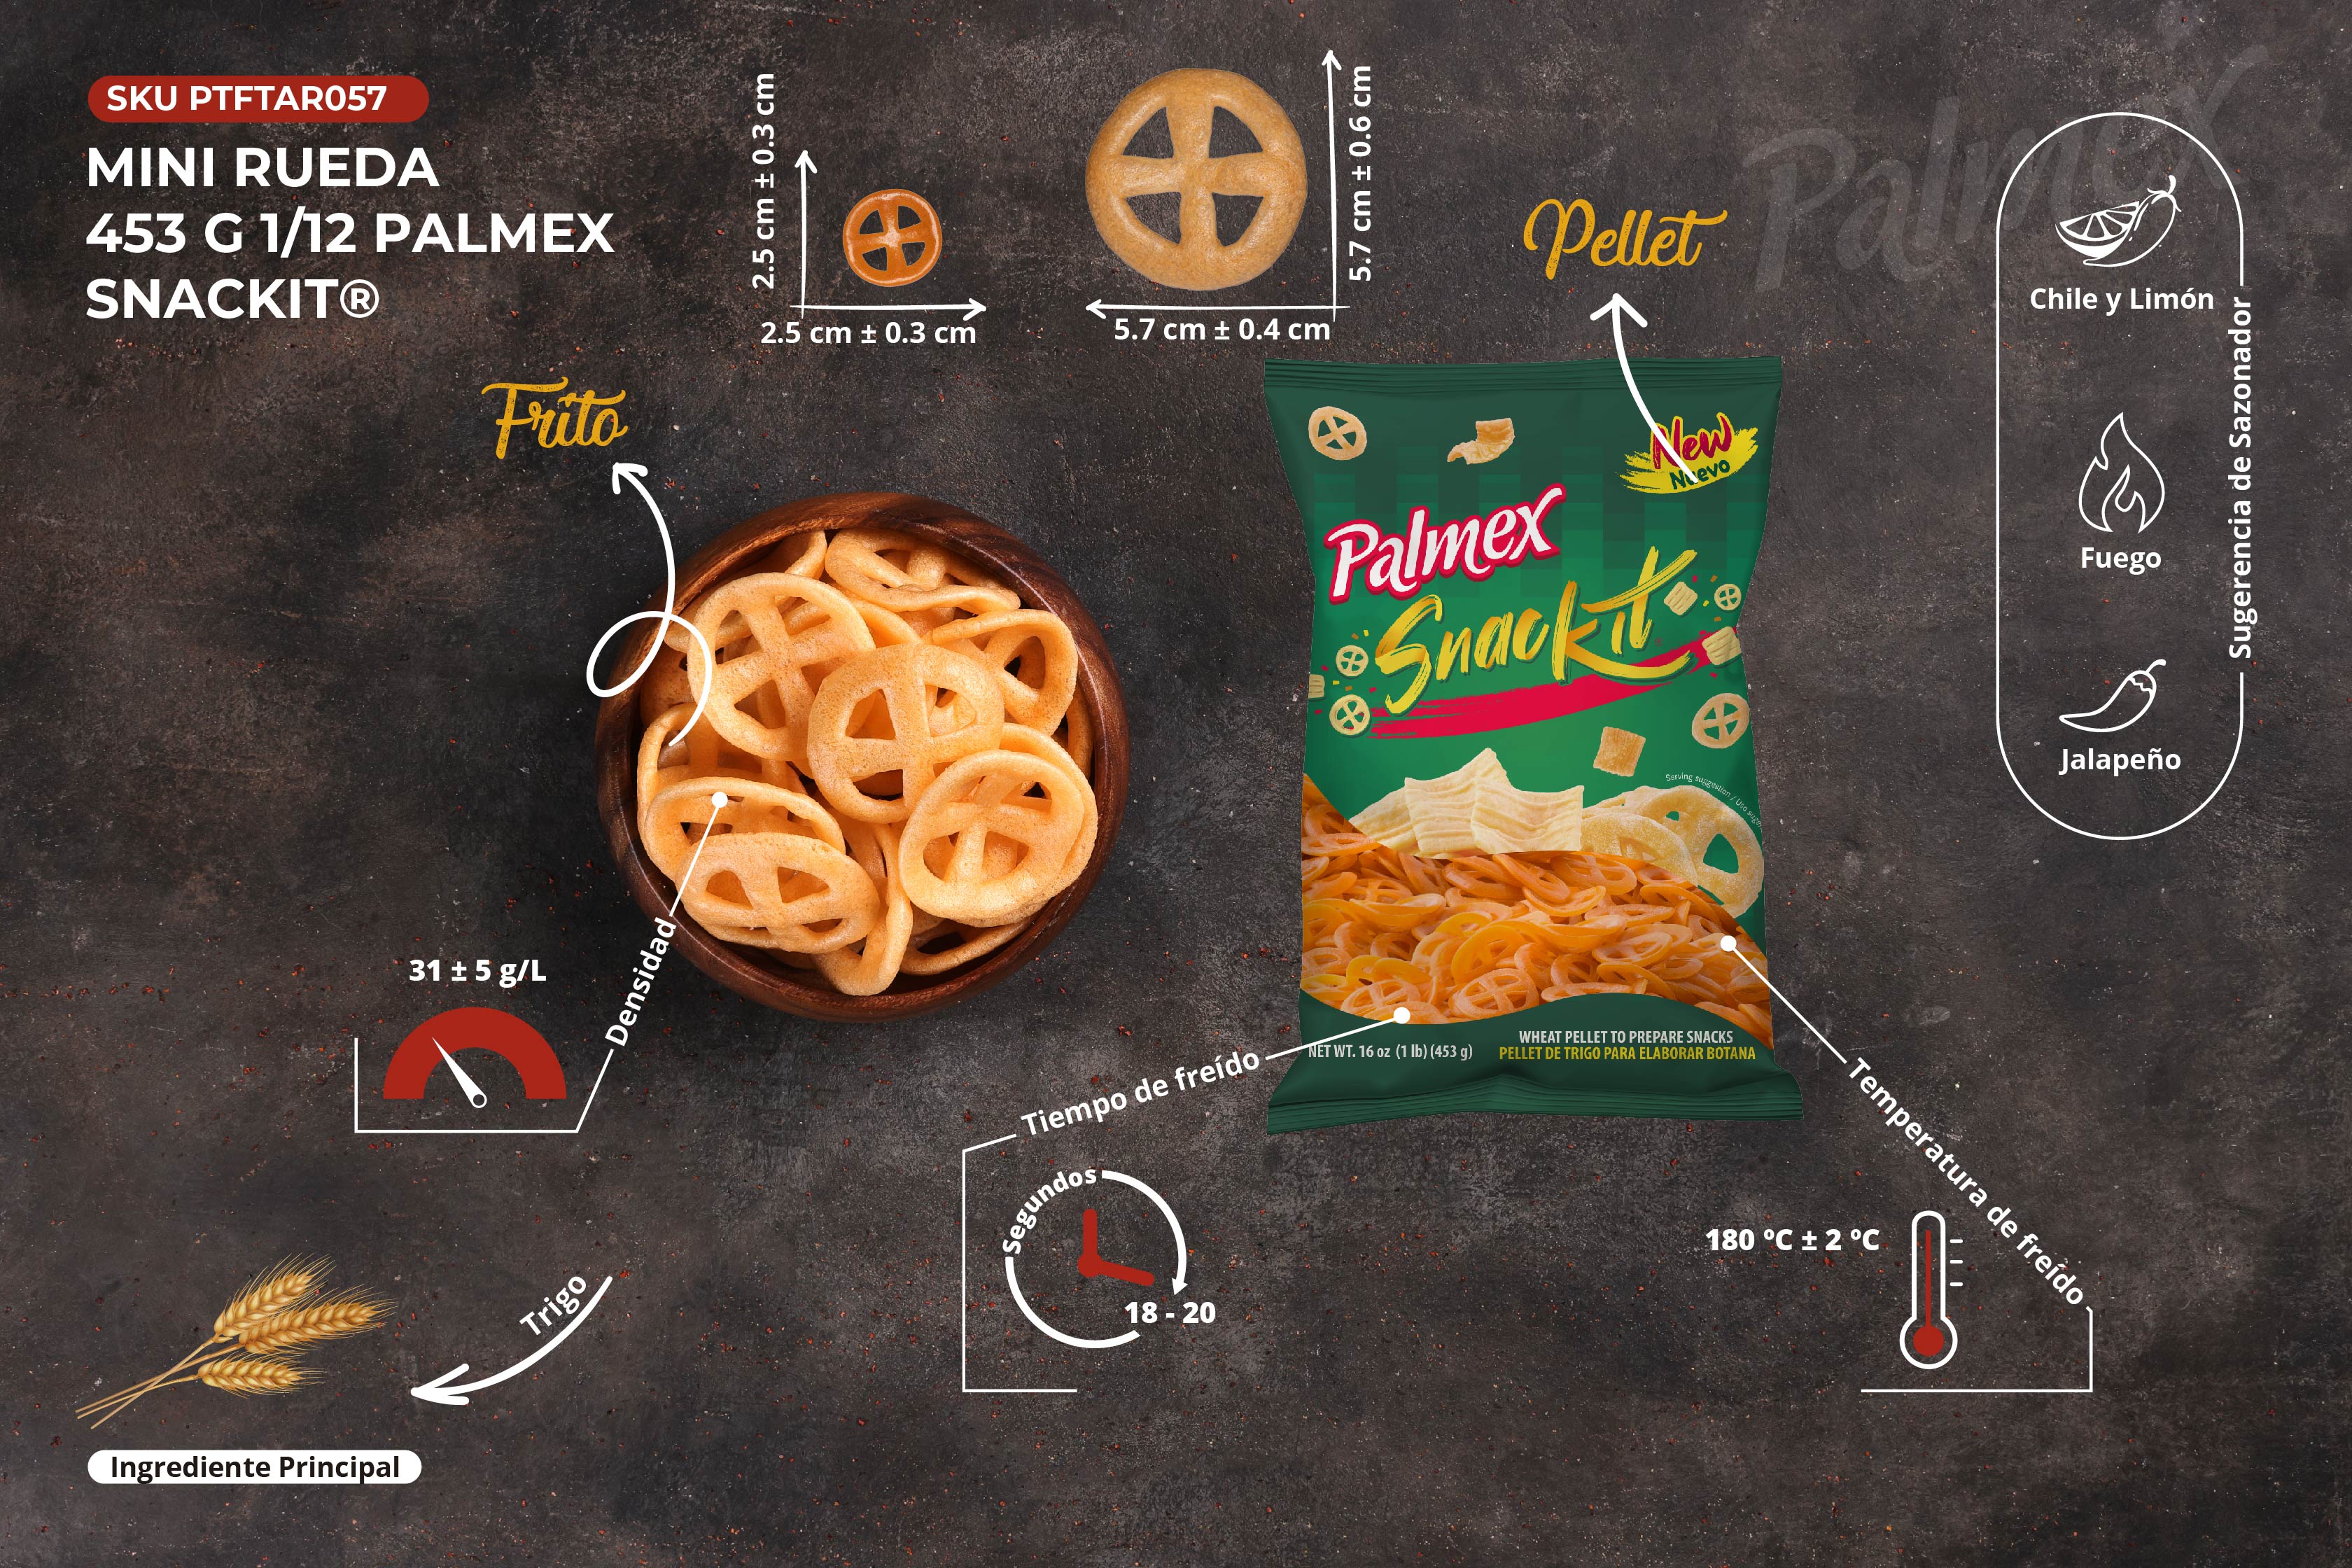 SKU PTFTAR057
MINI RUEDA
453 G 1/12 PALMEX
SNACKIT®
2.5 cm ± 0.3 cm
2.5 cm ± 0.3 cm
5.7 cm ± 0.6 cm
5.7 cm ± 0.4 cm
Pellet
Palmex
Chile y Limón
Fuego
Jalapeño
Sugerencia de Sazonador
Frito
New
Nuevo
Palmex
Snackit
Serving suggestion / Uso
NET WT. 16 oz (1 lb) (453 g)
WHEAT PELLET TO PREPARE SNACKS
PELLET DE TRIGO PARA ELABORAR BOTANA
31 ± 5 g/L
Densidad
Tiempo de freído
Segundos
18 - 20
Temperatura de freído
180 °C ± 2 °C
Trigo
Ingrediente Principal